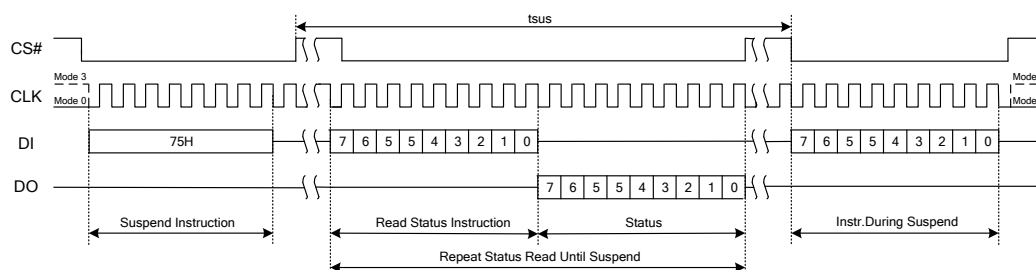 tsus
CS#
Mode 3
CLK
Mode 0
Mode
Mode
DI
75H
7 6 5 5 4 3 2 1 0
7 6 5 5 4 3 2 1 0
DO
7 6 5 5 4 3 2 1 0
Suspend Instruction
Read Status Instruction
Status
Instr.During Suspend
Repeat Status Read Until Suspend